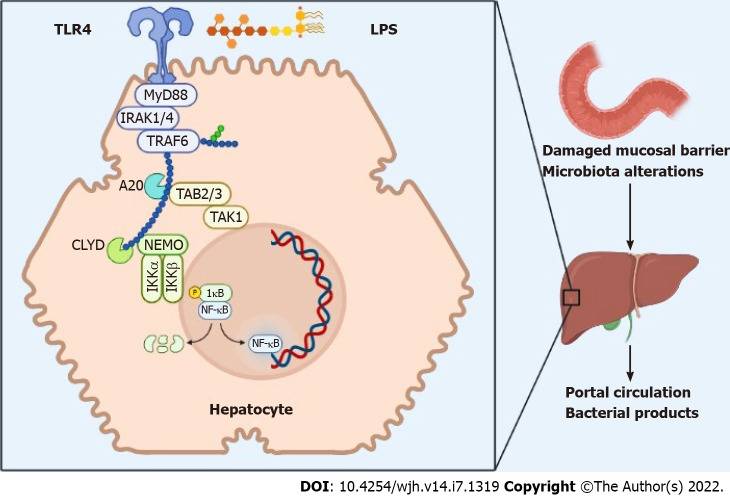 TLR4
LPS
MyD88
IRAK1/4
TRAF6
A20
TAB2/3
TAK1
CLYD
NEMO
IKKα
IKKβ
P
1κB
NF-κB
NF-κB
Hepatocyte
Damaged mucosal barrier
Microbiota alterations
Portal circulation
Bacterial products
DOI: 10.4254/wjh.v14.i7.1319 Copyright ©The Author(s) 2022.